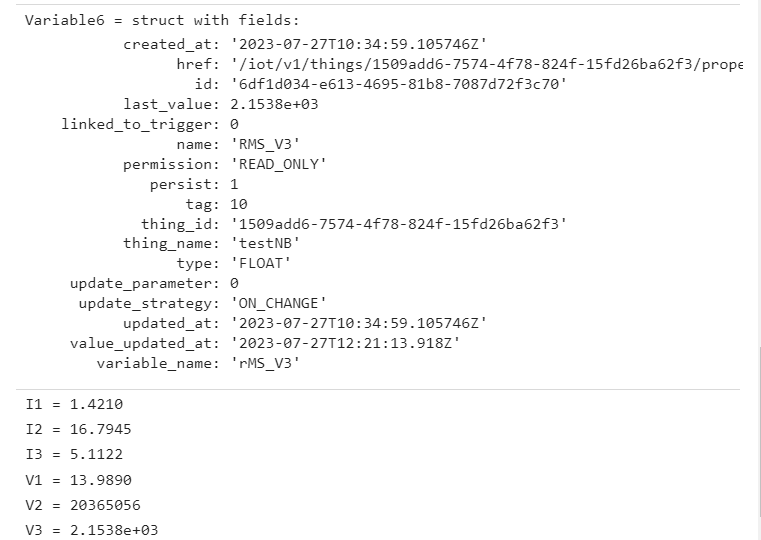 Variable6 = struct with fields:
created_at: '2023-07-27T10:34:59.105746Z'
href: '/iot/v1/things/1509add6-7574-4f78-824f-15fd26ba62f3/prope
id: '6df1d034-e613-4695-81b8-7087d72f3c70'
last_value: 2.1538e+03
linked_to_trigger: 0
name: 'RMS_V3'
permission: 'READ_ONLY'
persist: 1
tag: 10
thing_id: '1509add6-7574-4f78-824f-15fd26ba62f3'
thing_name: 'testNB'
type: 'FLOAT'
update_parameter: 0
update_strategy: 'ON_CHANGE'
updated_at: '2023-07-27T10:34:59.105746Z'
value_updated_at: '2023-07-27T12:21:13.918Z'
variable_name: 'rMS_V3'
I1 = 1.4210
I2 = 16.7945
I3 = 5.1122
V1 = 13.9890
V2 = 20365056
V3 = 2.1538e+03